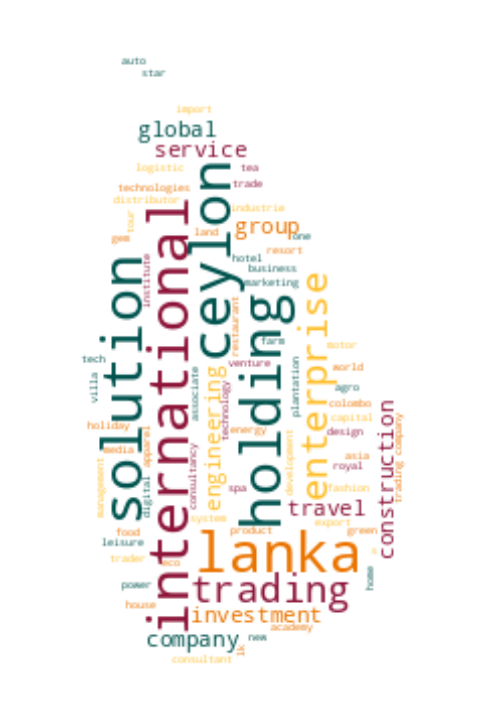 auto
star
import
global
service
logistic
tea
technologies
trade
distributor
industrie
tour
land
group
one
gem
resort
ceylon
international
solution
hotel
business
institute
marketing
holding
enterprise
restaurant
farm
motor
tech
venture
world
villa
associate
engineering
technology
plantation
agro
colombo
capital
holiday
energy
design
construction
trading company
media
apparel
consultancy
development
asia
royal
management
digital
spa
fashion
travel
system
export
food
product
green
leisure
lanka
trader
eco
s
power
trading
home
house
investment
academy
company
new
lk
consultant